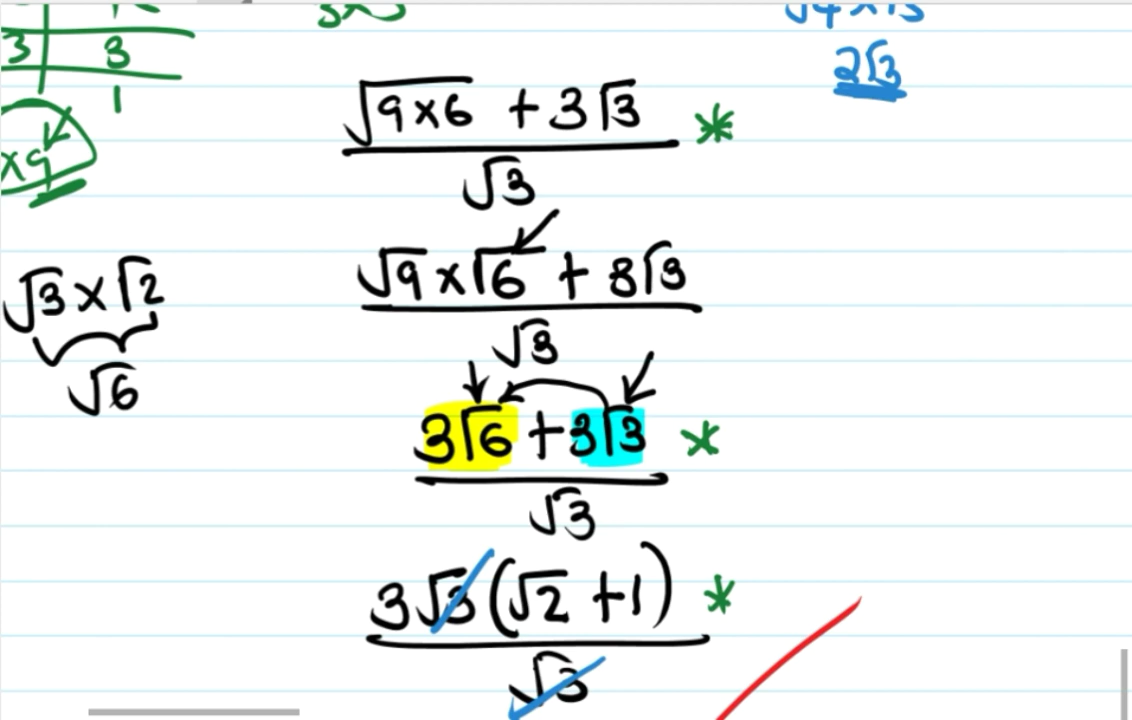 3 3
1
×9
2√3
√9×6 + 3√3
√3
√9 × √6 + 3√3
√3
√3 × √2
√6
3√6 + 3√3
√3
3√3 (√2 + 1)
√3